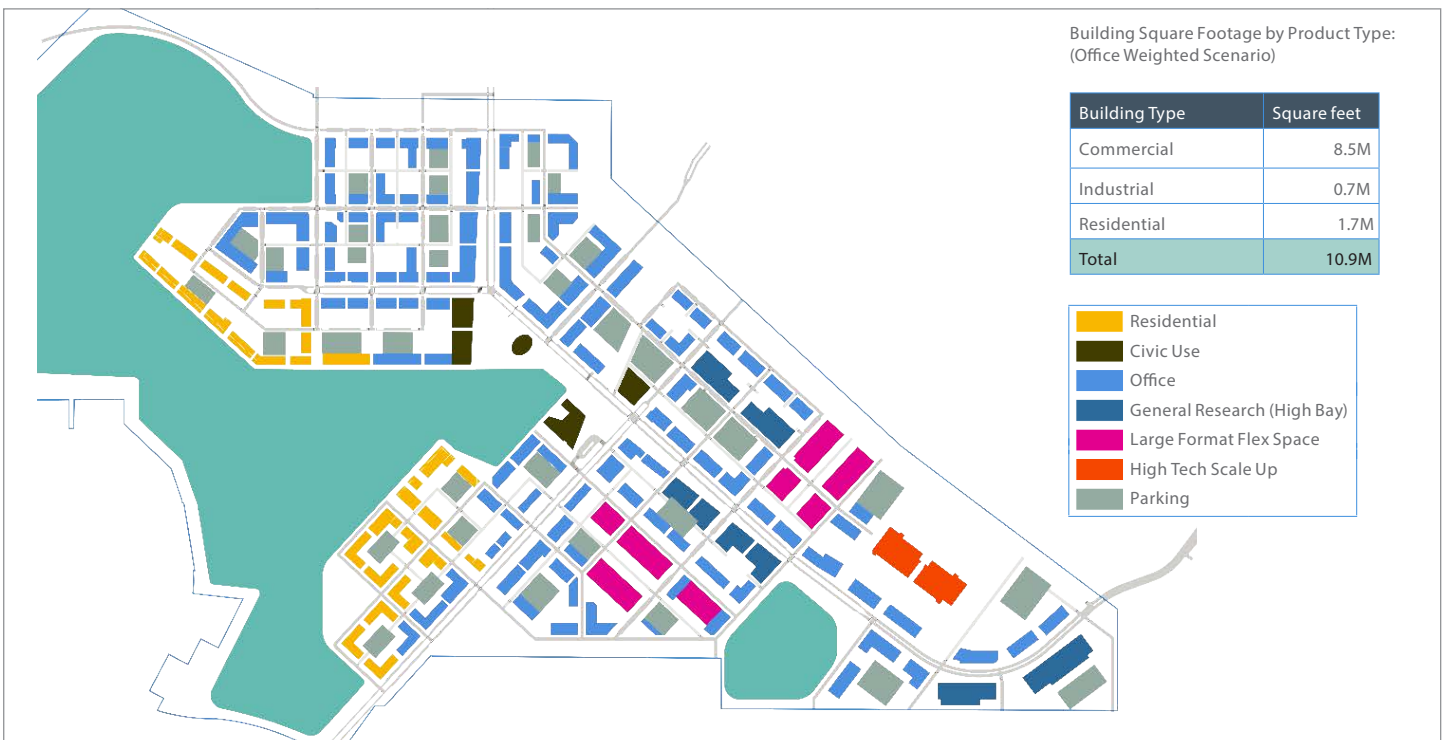 Building Square Footage by Product Type:
(Office Weighted Scenario)
Building Type Square feet
Commercial 8.5M
Industrial 0.7M
Residential 1.7M
Total 10.9M
Residential
Civic Use
Office
General Research (High Bay)
Large Format Flex Space
High Tech Scale Up
Parking